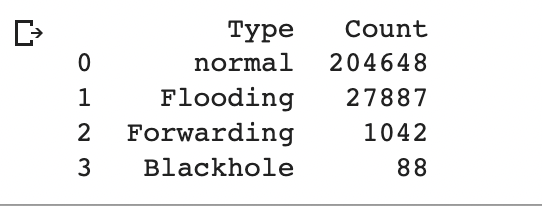 Type Count
0 normal 204648
1 Flooding 27887
2 Forwarding 1042
3 Blackhole 88